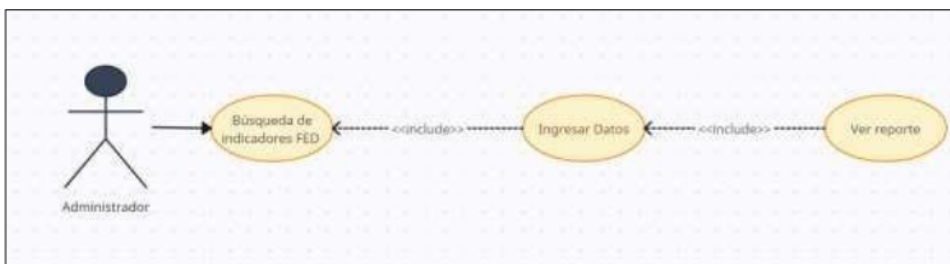 Búsqueda de
indicadores FED
<<include>>
Ingresar Datos
<<include>>
Ver reporte
Administrador